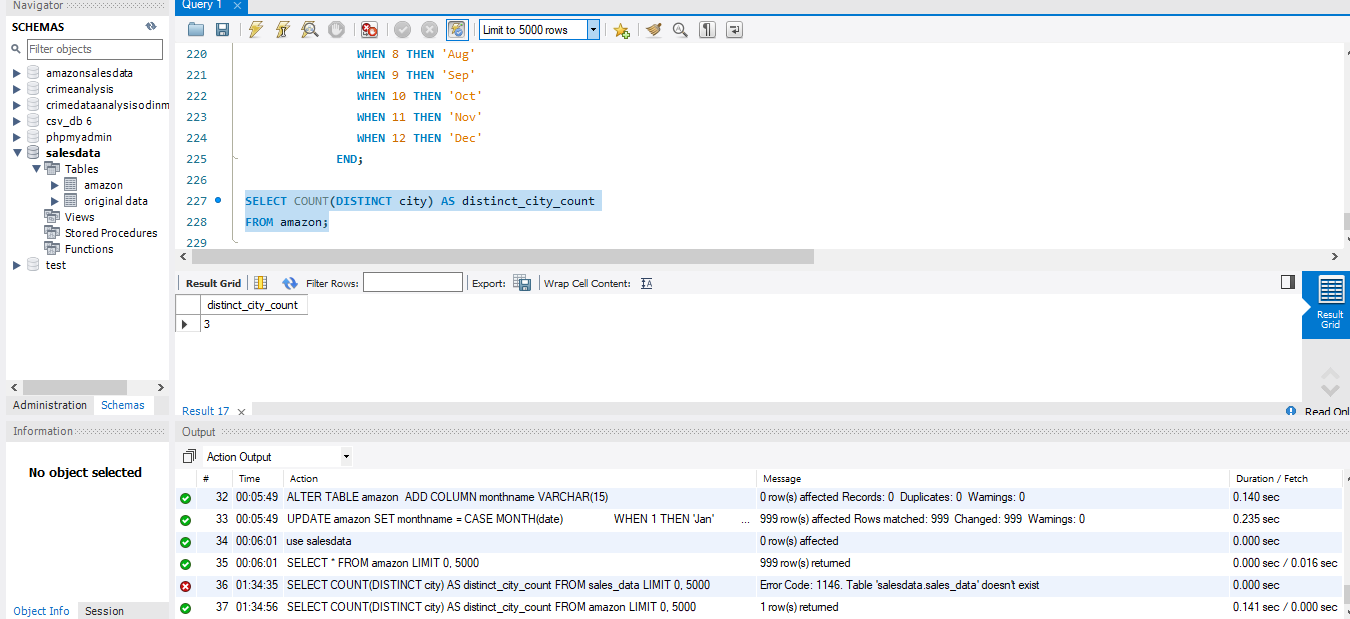 Navigator
SCHEMAS
Filter objects
amazonsalesdata
crimeanalysis
crimedataanalysisodinm
csv_db 6
phpmyadmin
salesdata
Tables
amazon
original data
Views
Stored Procedures
Functions
test
Administration Schemas
Information
No object selected
Object Info Session
Query 1
Limit to 5000 rows
220 WHEN 8 THEN 'Aug'
221 WHEN 9 THEN 'Sep'
222 WHEN 10 THEN 'Oct'
223 WHEN 11 THEN 'Nov'
224 WHEN 12 THEN 'Dec'
225 END;
226
227 SELECT COUNT(DISTINCT city) AS distinct_city_count
228 FROM amazon;
229
Result Grid Filter Rows: Export: Wrap Cell Content:
distinct_city_count
3
Result
Grid
Result 17
Read Onl
Output
Action Output
# Time Action Message Duration / Fetch
32 00:05:49 ALTER TABLE amazon ADD COLUMN monthname VARCHAR(15) 0 row(s) affected Records: 0 Duplicates: 0 Warnings: 0 0.140 sec
33 00:05:49 UPDATE amazon SET monthname = CASE MONTH(date) WHEN 1 THEN 'Jan' ... 999 row(s) affected Rows matched: 999 Changed: 999 Warnings: 0 0.235 sec
34 00:06:01 use salesdata 0 row(s) affected 0.000 sec
35 00:06:01 SELECT * FROM amazon LIMIT 0, 5000 999 row(s) returned 0.000 sec / 0.016 sec
36 01:34:35 SELECT COUNT(DISTINCT city) AS distinct_city_count FROM sales_data LIMIT 0, 5000 Error Code: 1146. Table 'salesdata.sales_data' doesn't exist 0.000 sec
37 01:34:56 SELECT COUNT(DISTINCT city) AS distinct_city_count FROM amazon LIMIT 0, 5000 1 row(s) returned 0.141 sec / 0.000 sec